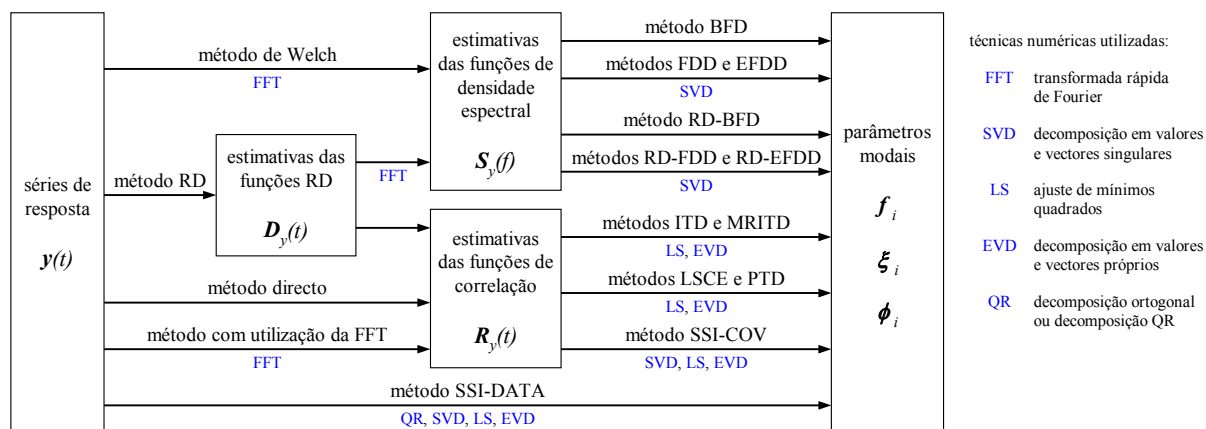 séries de
resposta
y(t)
método de Welch
FFT
método RD
estimativas das
funções RD
D_y(t)
FFT
método directo
método com utilização da FFT
FFT
método SSI-DATA
QR, SVD, LS, EVD
estimativas
das funções de
densidade
espectral
S_y(f)
estimativas
das funções de
correlação
R_y(t)
método BFD
métodos FDD e EFDD
SVD
método RD-BFD
métodos RD-FDD e RD-EFDD
SVD
métodos ITD e MRITD
LS, EVD
métodos LSCE e PTD
LS, EVD
método SSI-COV
SVD, LS, EVD
parâmetros
modais
f_i
ξ_i
ϕ_i
técnicas numéricas utilizadas:
FFT transformada rápida
de Fourier
SVD decomposição em valores
e vectores singulares
LS ajuste de mínimos
quadrados
EVD decomposição em valores
e vectores próprios
QR decomposição ortogonal
ou decomposição QR